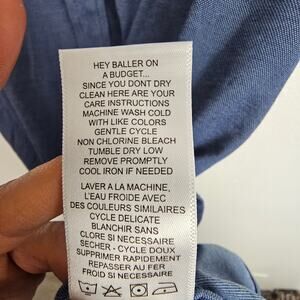 HEY BALLER ON
A BUDGET...
SINCE YOU DONT DRY
CLEAN HERE ARE YOUR
CARE INSTRUCTIONS
MACHINE WASH COLD
WITH LIKE COLORS
GENTLE CYCLE
NON CHLORINE BLEACH
TUMBLE DRY LOW
REMOVE PROMPTLY
COOL IRON IF NEEDED
LAVER A LA MACHINE,
L'EAU FROIDE AVEC
DES COULEURS SIMILAIRES
CYCLE DELICATE
BLANCHIR SANS
CLORE SI NECESSAIRE
SECHER - CYCLE DOUX
SUPPRIMER RAPIDEMENT
REPASSER AU FER
FROID SI NECESSAIRE